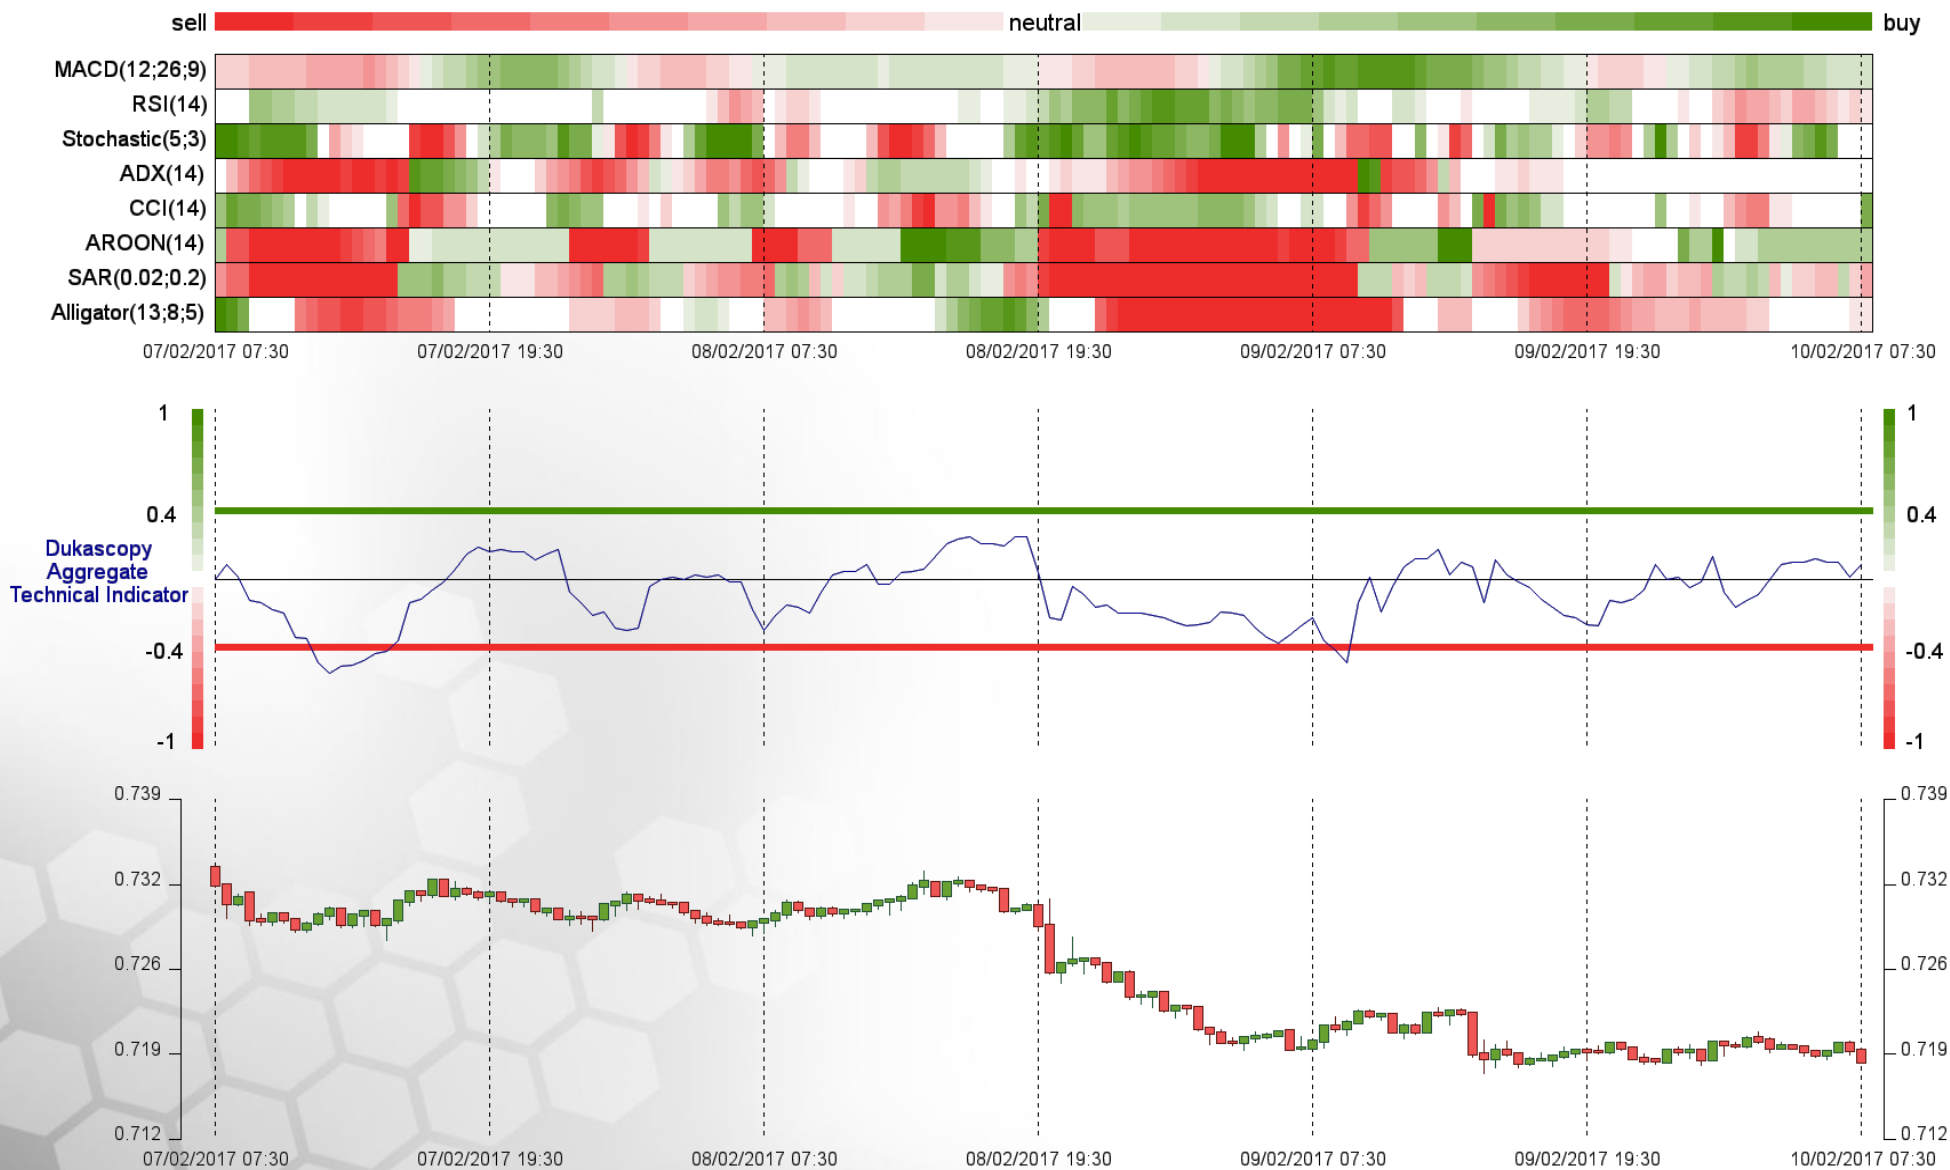 sell neutral buy
MACD(12;26;9)
RSI(14)
Stochastic(5;3)
ADX(14)
CCI(14)
AROON(14)
SAR(0.02;0.2)
Alligator(13;8;5)
07/02/2017 07:30 07/02/2017 19:30 08/02/2017 07:30 08/02/2017 19:30 09/02/2017 07:30 09/02/2017 19:30 10/02/2017 07:30
1 1
0.4 0.4
Dukascopy
Aggregate
Technical Indicator
-0.4 -0.4
-1 -1
0.739 0.739
0.732 0.732
0.726 0.726
0.719 0.719
0.712 0.712
07/02/2017 07:30 07/02/2017 19:30 08/02/2017 07:30 08/02/2017 19:30 09/02/2017 07:30 09/02/2017 19:30 10/02/2017 07:30